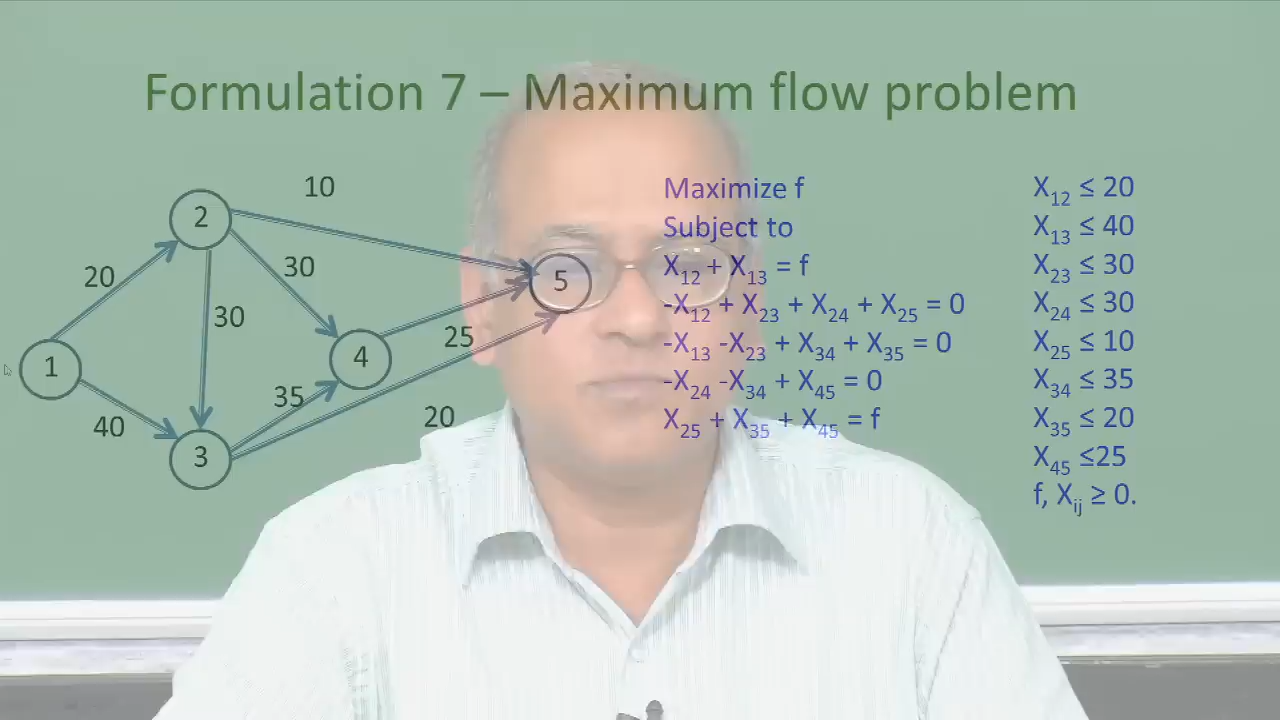 Formulation 7 – Maximum flow problem
10
2
20
30
30
5
1
4
25
35
40
20
3
Maximize f
Subject to
X12 + X13 = f
-X12 + X23 + X24 + X25 = 0
-X13 -X23 + X34 + X35 = 0
-X24 -X34 + X45 = 0
X25 + X35 + X45 = f
X12 ≤ 20
X13 ≤ 40
X23 ≤ 30
X24 ≤ 30
X25 ≤ 10
X34 ≤ 35
X35 ≤ 20
X45 ≤25
f, Xij ≥ 0.